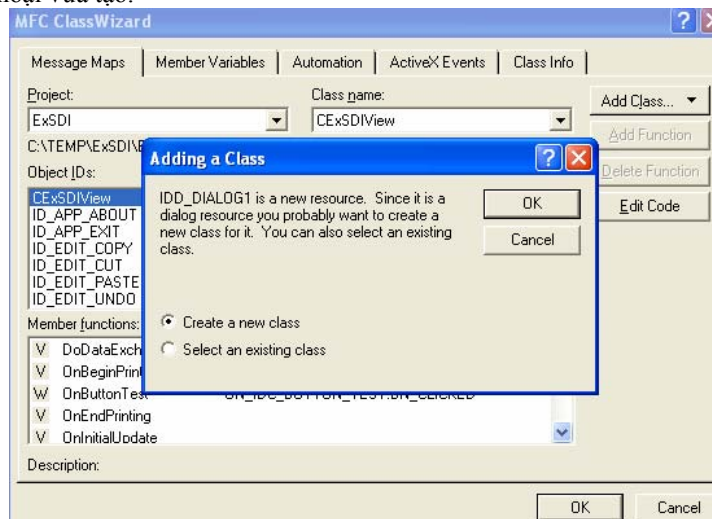 MFC ClassWizard
Message Maps Member Variables Automation ActiveX Events Class Info
Project:
Class name:
Add Class...
ExSDI
CExSDIView
Add Function
C:\TEMP\ExSDI\
Adding a Class
Delete Function
Object IDs:
Edit Code
CExSDIView
ID_APP_ABOUT
ID_APP_EXIT
ID_EDIT_COPY
ID_EDIT_CUT
ID_EDIT_PASTE
ID_EDIT_UNDO
IDD_DIALOG1 is a new resource. Since it is a
dialog resource you probably want to create a
new class for it. You can also select an existing
class.
OK
Cancel
Create a new class
Select an existing class
Member functions:
V DoDataExch
V OnBeginPrin
W OnButtonTest ON_IDC_BUTTON_TEST:BN_CLICKED
V OnEndPrinting
V OnInitialUpdate
Description:
OK Cancel